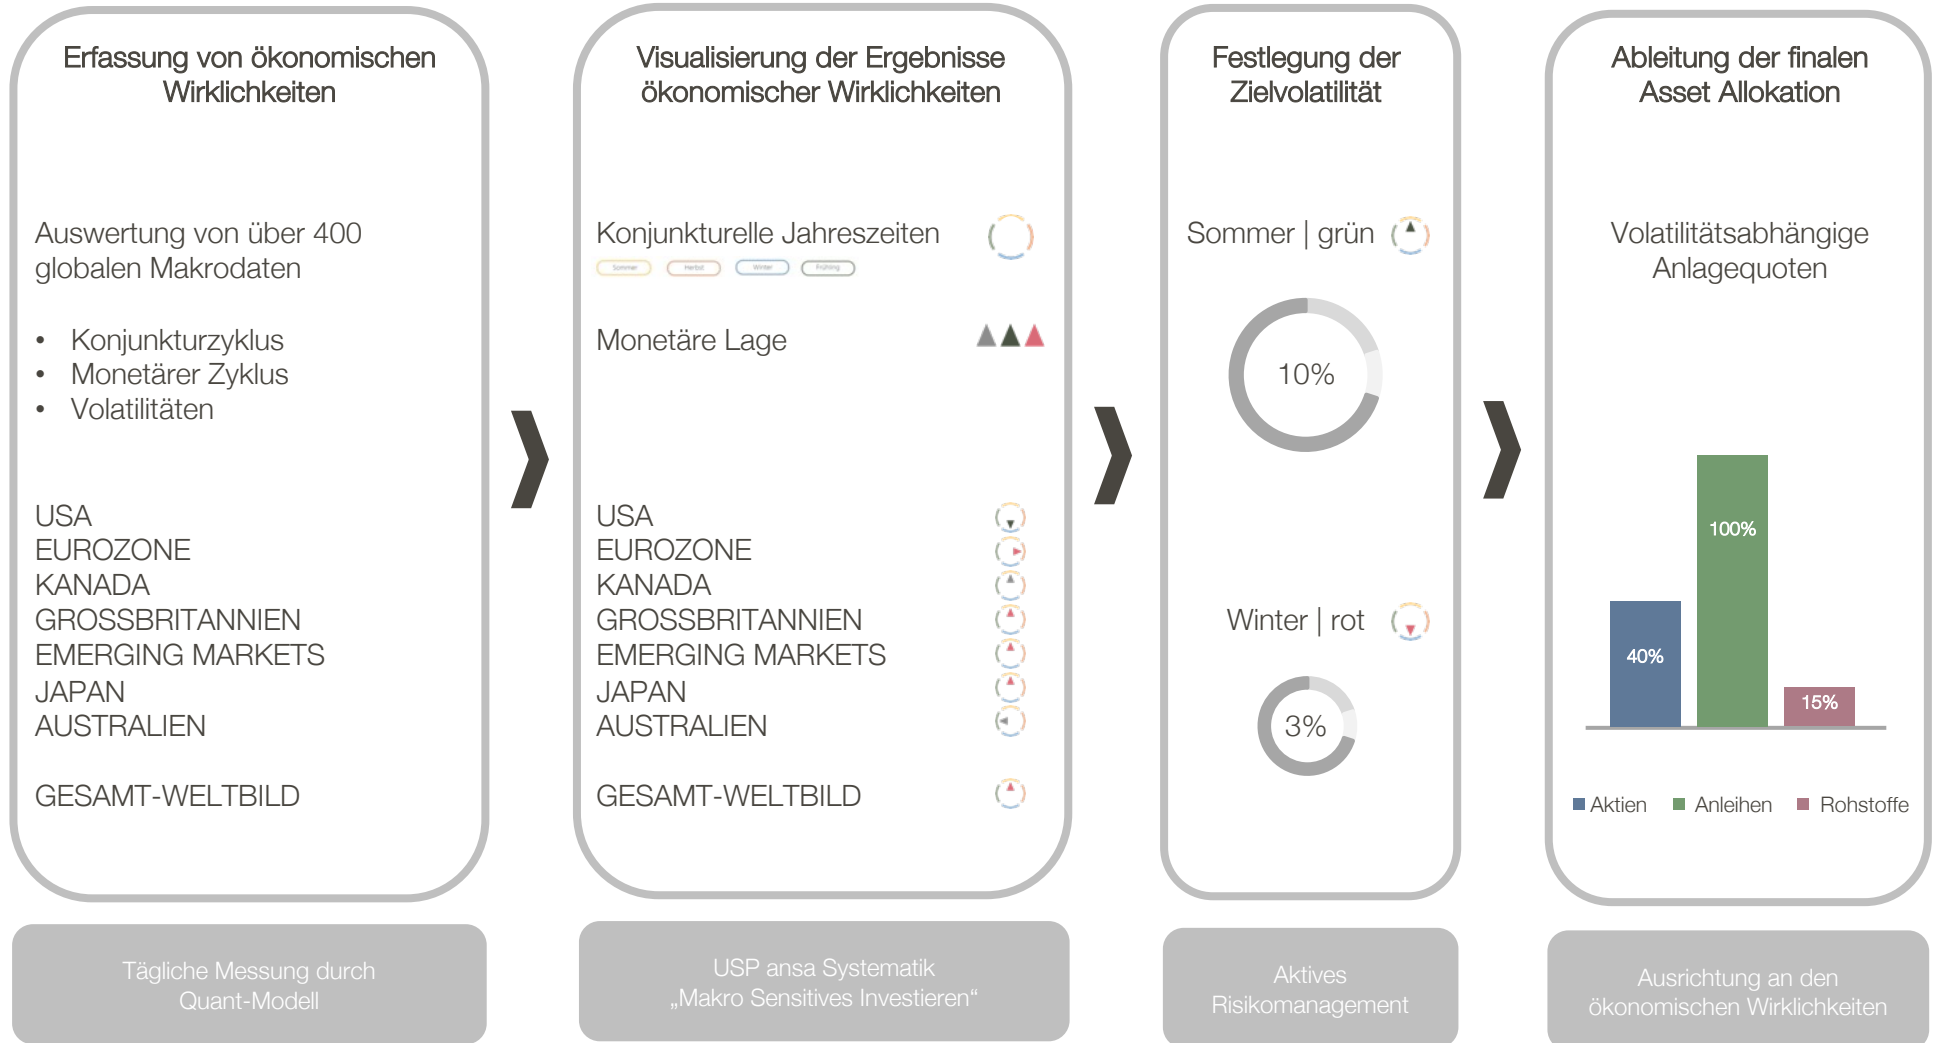 Erfassung von ökonomischen
Wirklichkeiten
Auswertung von über 400
globalen Makrodaten
• Konjunkturzyklus
• Monetärer Zyklus
• Volatilitäten
USA
EUROZONE
KANADA
GROSSBRITANNIEN
EMERGING MARKETS
JAPAN
AUSTRALIEN
GESAMT-WELTBILD
Tägliche Messung durch
Quant-Modell
Visualisierung der Ergebnisse
ökonomischer Wirklichkeiten
Konjunkturelle Jahreszeiten
Sommer Herbst Winter Frühling
Monetäre Lage
USA
EUROZONE
KANADA
GROSSBRITANNIEN
EMERGING MARKETS
JAPAN
AUSTRALIEN
GESAMT-WELTBILD
USP ansa Systematik
„Makro Sensitives Investieren“
Festlegung der
Zielvolatilität
Sommer | grün
10%
Winter | rot
3%
Aktives
Risikomanagement
Ableitung der finalen
Asset Allokation
Volatilitätsabhängige
Anlagequoten
100%
40%
15%
Aktien Anleihen Rohstoffe
Ausrichtung an den
ökonomischen Wirklichkeiten